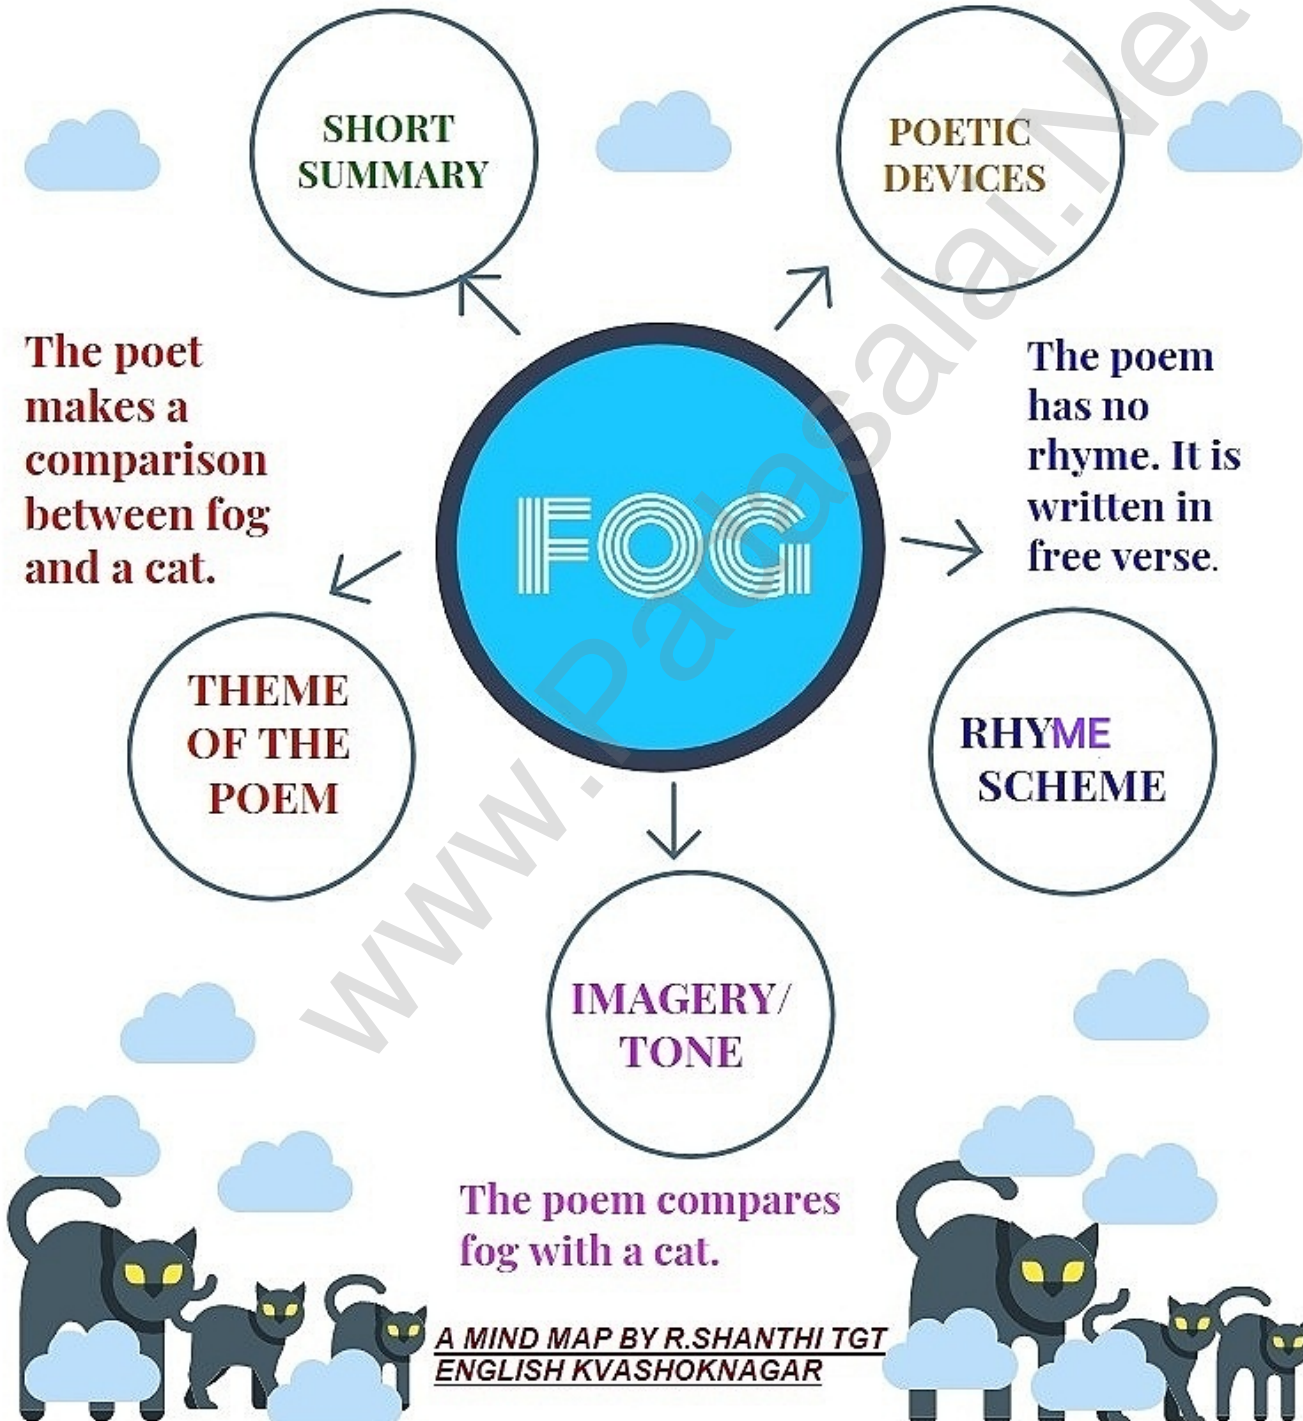 SHORT
SUMMARY
POETIC
DEVICES
The poet
makes a
comparison
between fog
and a cat.
The poem
has no
rhyme. It is
written in
free verse.
FOG
THEME
OF THE
POEM
RHYME
SCHEME
IMAGERY/
TONE
The poem compares
fog with a cat.
A MIND MAP BY R.SHANTHI TGT
ENGLISH KVASHOKNAGAR
www.Padasalai.Net